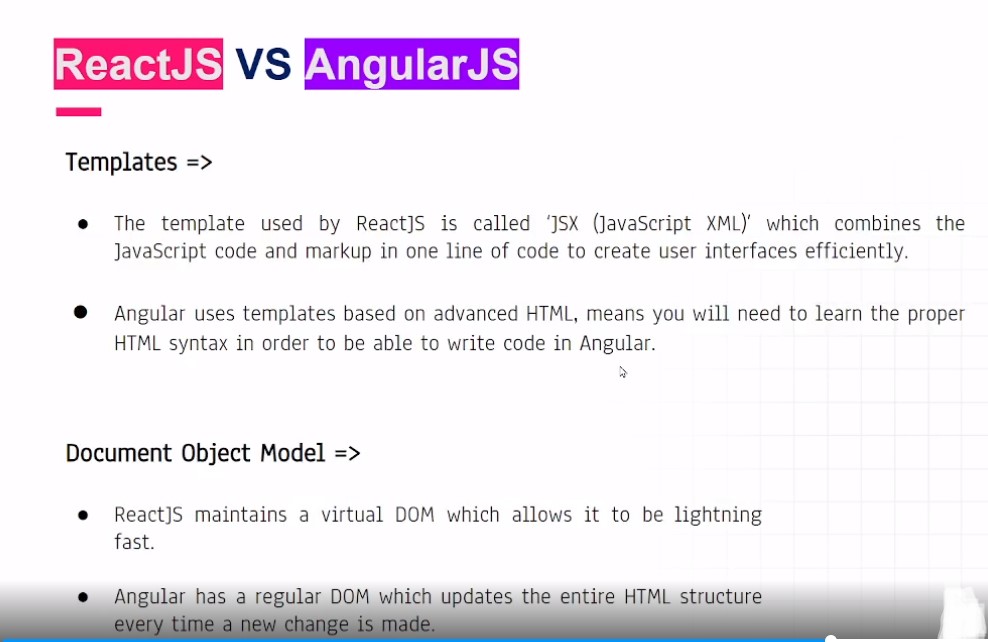 ReactJS VS AngularJS
Templates =>
● The template used by ReactJS is called ‘JSX (JavaScript XML)’ which combines the
JavaScript code and markup in one line of code to create user interfaces efficiently.
● Angular uses templates based on advanced HTML, means you will need to learn the proper
HTML syntax in order to be able to write code in Angular.
Document Object Model =>
● ReactJS maintains a virtual DOM which allows it to be lightning
fast.
● Angular has a regular DOM which updates the entire HTML structure
every time a new change is made.